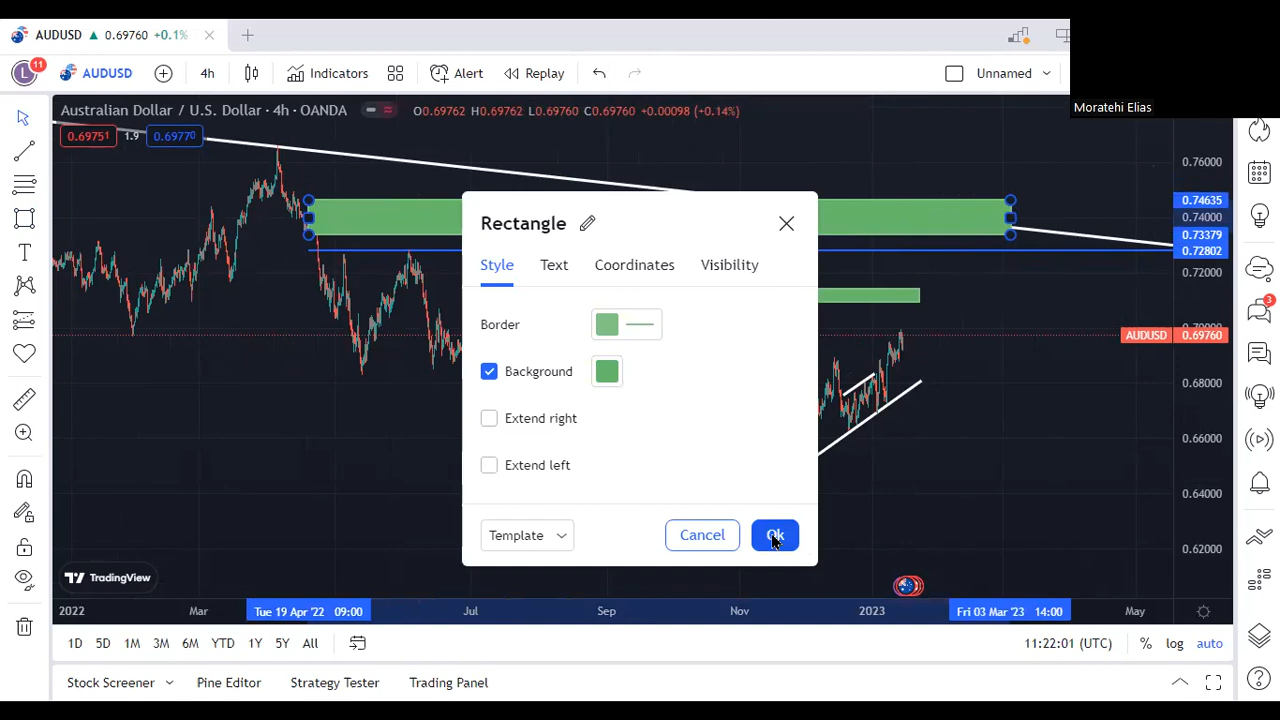 AUDUSD ▲ 0.69760 +0.1%
L 11 AUDUSD 4h Indicators Alert Replay Unnamed
Moratehi Elias
Australian Dollar / U.S. Dollar · 4h · OANDA O0.69762 H0.69762 L0.69760 C0.69760 +0.00098 (+0.14%)
0.69751 1.9 0.69770
0.76000
0.74635
0.74000
0.73379
0.72802
0.72000
AUDUSD 0.69760
0.68000
0.66000
0.64000
0.62000
3
Rectangle
Style Text Coordinates Visibility
Border
Background
Extend right
Extend left
Template Cancel Ok
TradingView
2022 Mar Tue 19 Apr '22 09:00 Jul Sep Nov 2023 Fri 03 Mar '23 14:00 May
1D 5D 1M 3M 6M YTD 1Y 5Y All 11:22:01 (UTC) % log auto
Stock Screener Pine Editor Strategy Tester Trading Panel